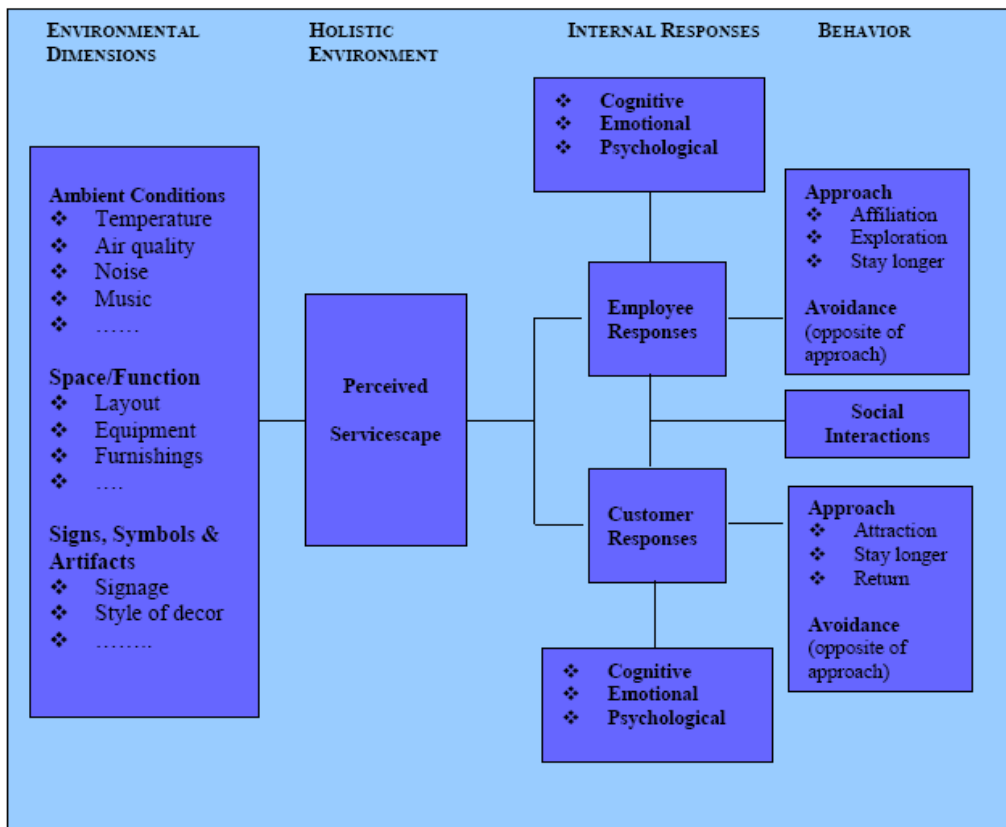 ENVIRONMENTAL
DIMENSIONS
HOLISTIC
ENVIRONMENT
INTERNAL RESPONSES
BEHAVIOR
Ambient Conditions
❖ Temperature
❖ Air quality
❖ Noise
❖ Music
❖ ……
Space/Function
❖ Layout
❖ Equipment
❖ Furnishings
❖ ….
Signs, Symbols &
Artifacts
❖ Signage
❖ Style of decor
❖ ……..
Perceived
Servicescape
❖ Cognitive
❖ Emotional
❖ Psychological
Employee
Responses
Customer
Responses
❖ Cognitive
❖ Emotional
❖ Psychological
Approach
❖ Affiliation
❖ Exploration
❖ Stay longer
Avoidance
(opposite of
approach)
Social
Interactions
Approach
❖ Attraction
❖ Stay longer
❖ Return
Avoidance
(opposite of
approach)